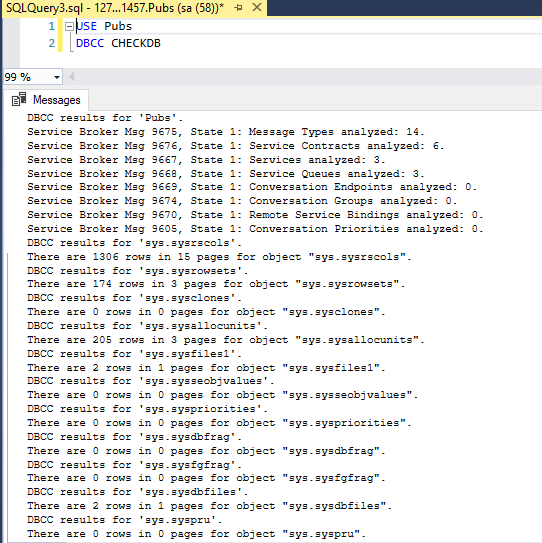 SQLQuery3.sql - 127...1457.Pubs (sa (58))*
1 USE Pubs
2 DBCC CHECKDB
99 %
Messages
DBCC results for 'Pubs'.
Service Broker Msg 9675, State 1: Message Types analyzed: 14.
Service Broker Msg 9676, State 1: Service Contracts analyzed: 6.
Service Broker Msg 9667, State 1: Services analyzed: 3.
Service Broker Msg 9668, State 1: Service Queues analyzed: 3.
Service Broker Msg 9669, State 1: Conversation Endpoints analyzed: 0.
Service Broker Msg 9674, State 1: Conversation Groups analyzed: 0.
Service Broker Msg 9670, State 1: Remote Service Bindings analyzed: 0.
Service Broker Msg 9605, State 1: Conversation Priorities analyzed: 0.
DBCC results for 'sys.sysrscols'.
There are 1306 rows in 15 pages for object "sys.sysrscols".
DBCC results for 'sys.sysrowsets'.
There are 174 rows in 3 pages for object "sys.sysrowsets".
DBCC results for 'sys.sysclones'.
There are 0 rows in 0 pages for object "sys.sysclones".
DBCC results for 'sys.sysallocunits'.
There are 205 rows in 3 pages for object "sys.sysallocunits".
DBCC results for 'sys.sysfiles1'.
There are 2 rows in 1 pages for object "sys.sysfiles1".
DBCC results for 'sys.sysseobjvalues'.
There are 0 rows in 0 pages for object "sys.sysseobjvalues".
DBCC results for 'sys.syspriorities'.
There are 0 rows in 0 pages for object "sys.syspriorities".
DBCC results for 'sys.sysdbfrag'.
There are 0 rows in 0 pages for object "sys.sysdbfrag".
DBCC results for 'sys.sysfgfrag'.
There are 0 rows in 0 pages for object "sys.sysfgfrag".
DBCC results for 'sys.sysdbfiles'.
There are 2 rows in 1 pages for object "sys.sysdbfiles".
DBCC results for 'sys.syspru'.
There are 0 rows in 0 pages for object "sys.syspru".